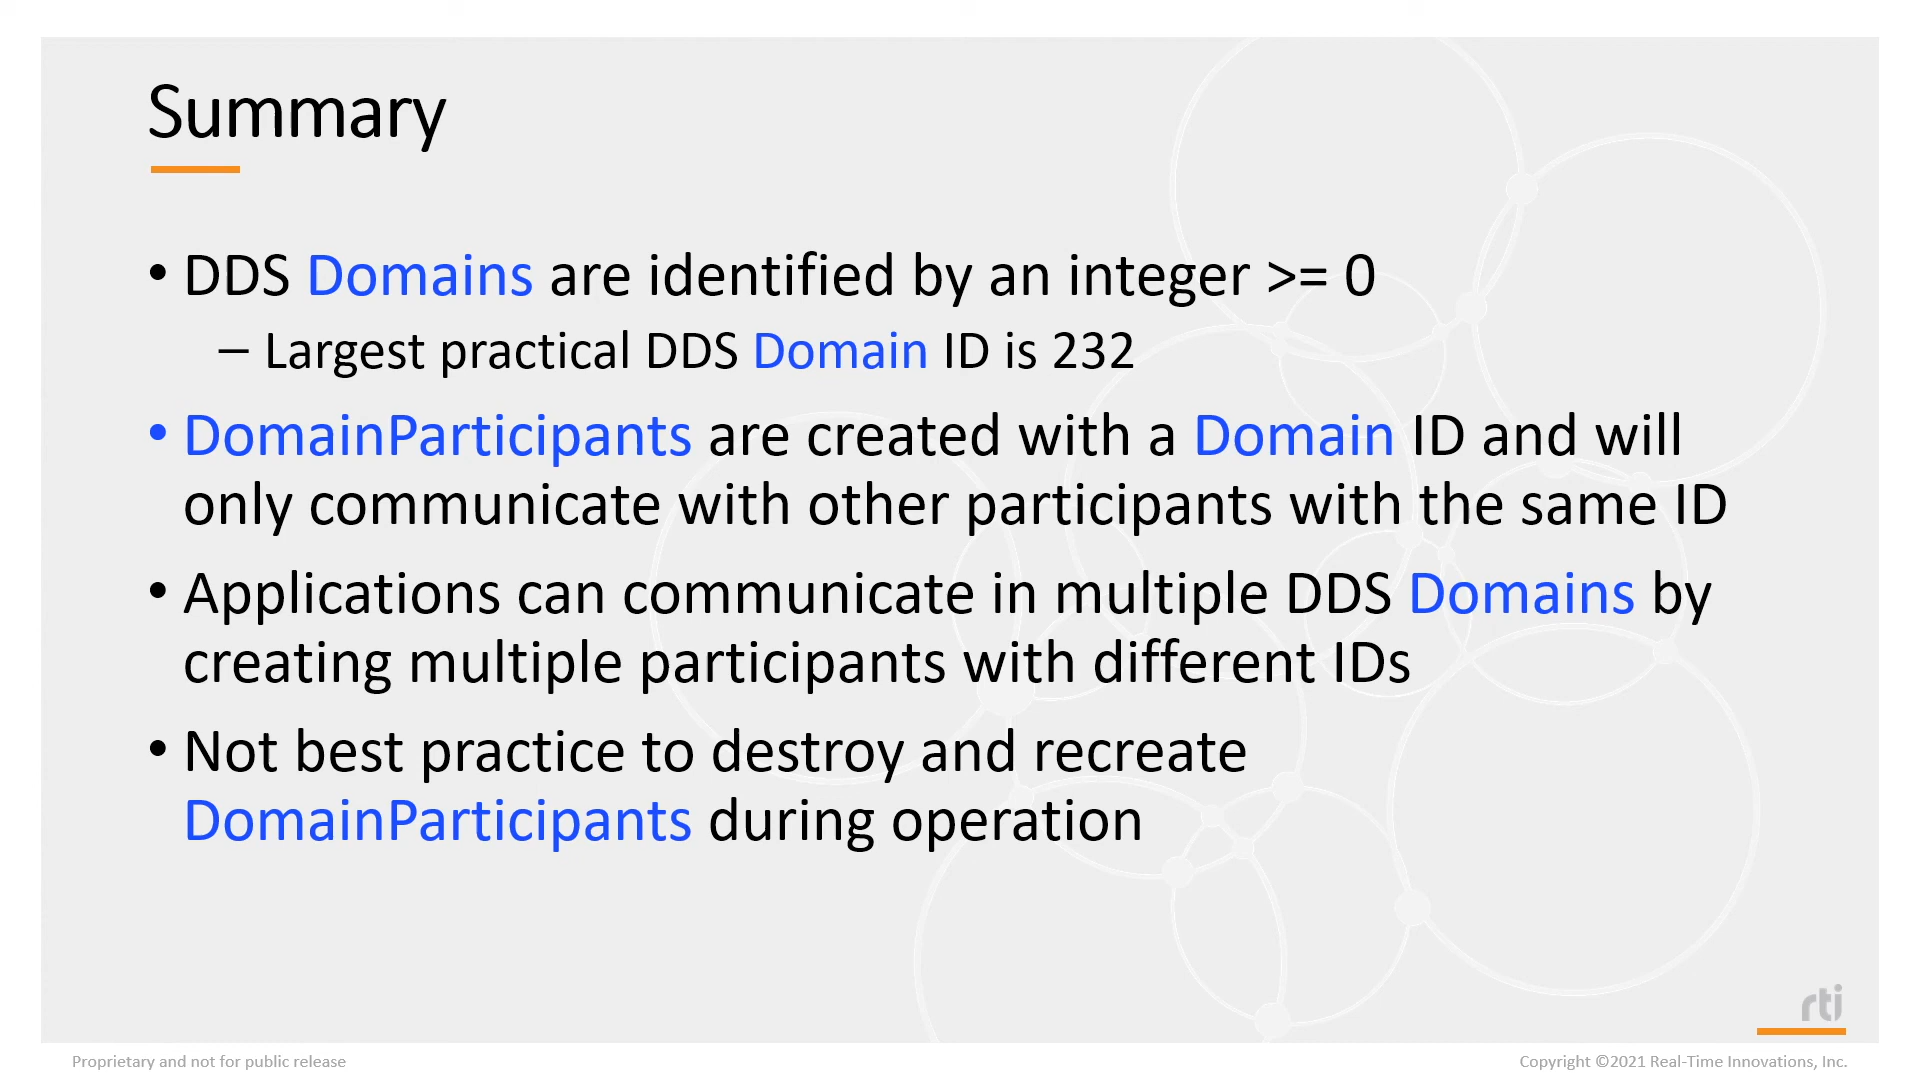 Summary
• DDS Domains are identified by an integer >= 0
– Largest practical DDS Domain ID is 232
• DomainParticipants are created with a Domain ID and will
only communicate with other participants with the same ID
• Applications can communicate in multiple DDS Domains by
creating multiple participants with different IDs
• Not best practice to destroy and recreate
DomainParticipants during operation
rti
Proprietary and not for public release
Copyright ©2021 Real-Time Innovations, Inc.